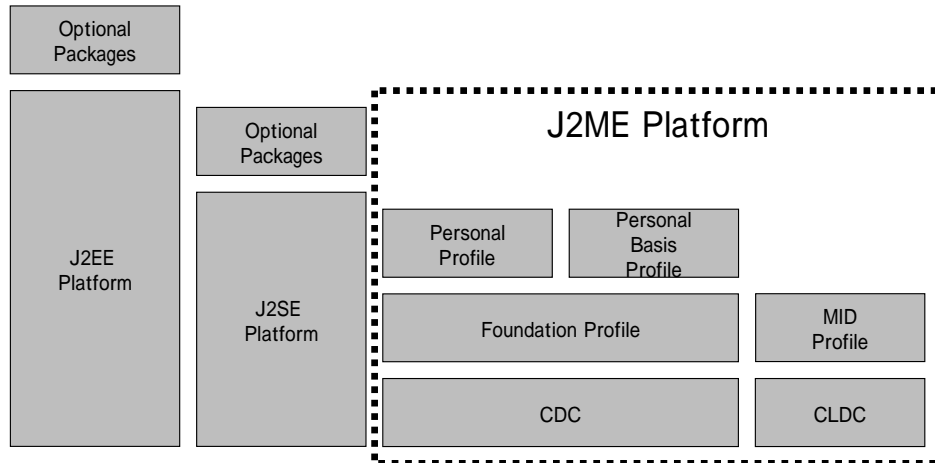 Optional
Packages
J2EE
Platform
Optional
Packages
J2SE
Platform
J2ME Platform
Personal
Profile
Personal
Basis
Profile
Foundation Profile
MID
Profile
CDC
CLDC